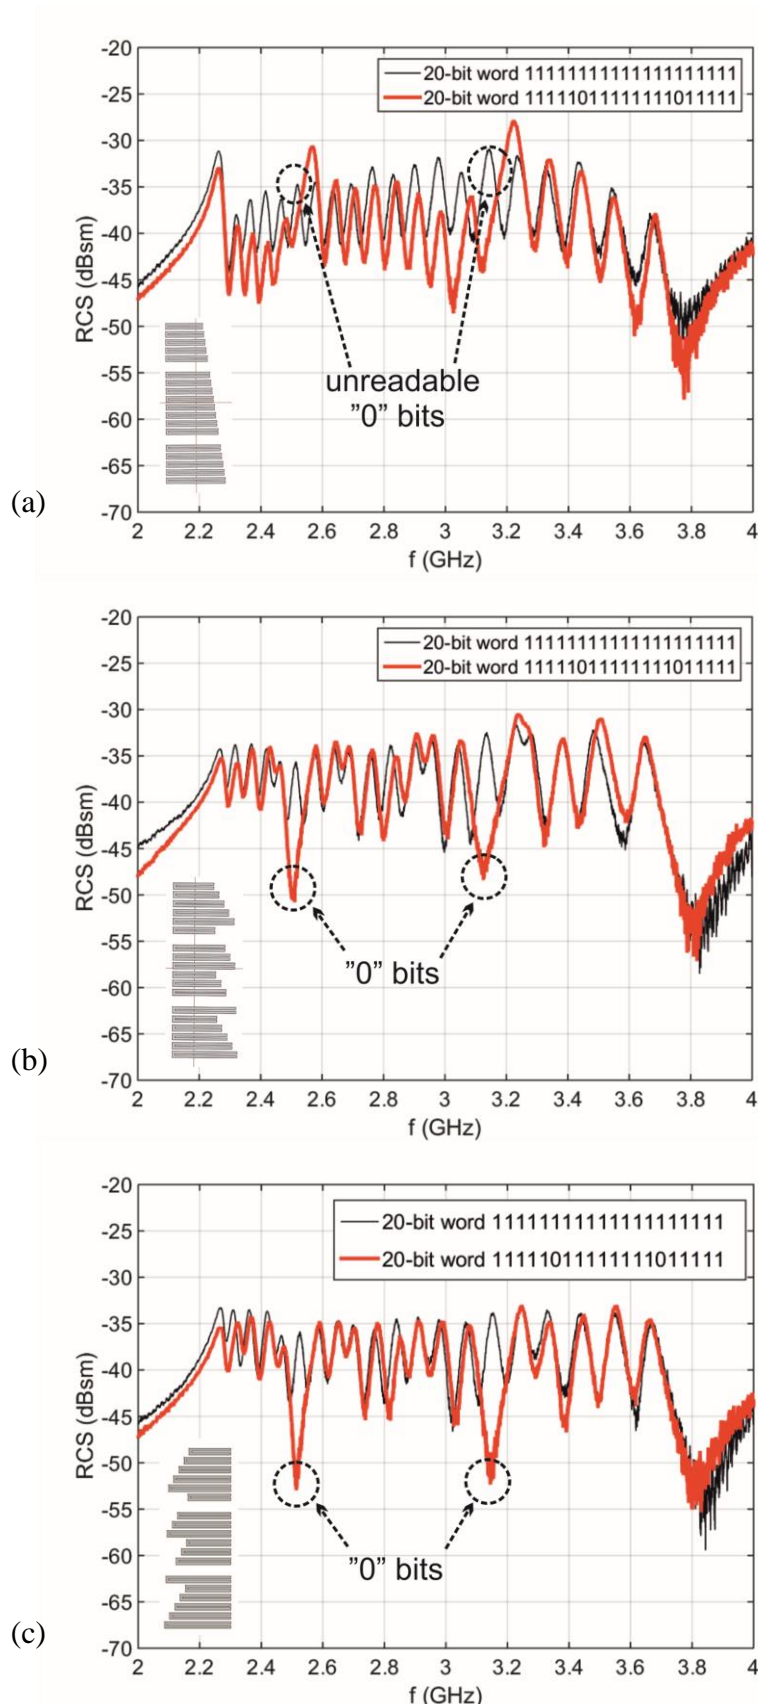 -20
20-bit word 11111111111111111111
20-bit word 11111011111111011111
-25
-30
-35
-40
-45
-50
-55
-60
-65
-70
RCS (dBsm)
unreadable
”0” bits
(a)
2 2.2 2.4 2.6 2.8 3 3.2 3.4 3.6 3.8 4
f (GHz)
-20
20-bit word 11111111111111111111
20-bit word 11111011111111011111
-25
-30
-35
-40
-45
-50
-55
-60
-65
-70
RCS (dBsm)
”0” bits
(b)
2 2.2 2.4 2.6 2.8 3 3.2 3.4 3.6 3.8 4
f (GHz)
-20
20-bit word 11111111111111111111
20-bit word 11111011111111011111
-25
-30
-35
-40
-45
-50
-55
-60
-65
-70
RCS (dBsm)
”0” bits
(c)
2 2.2 2.4 2.6 2.8 3 3.2 3.4 3.6 3.8 4
f (GHz)